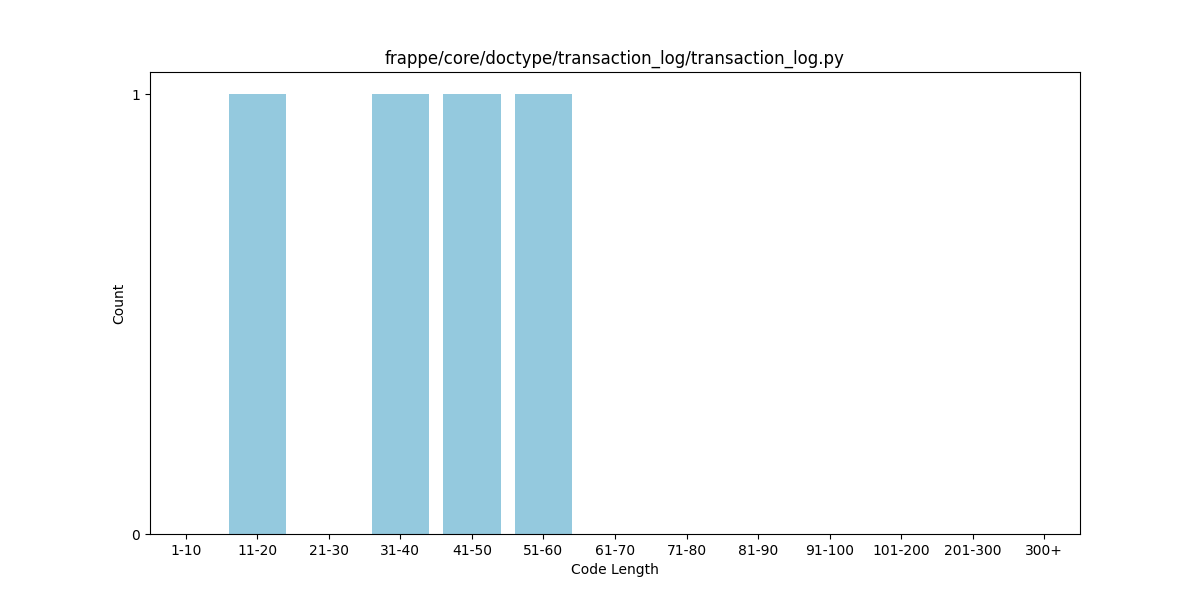 frappe/core/doctype/transaction_log/transaction_log.py
1
Count
0
1-10 11-20 21-30 31-40 41-50 51-60 61-70 71-80 81-90 91-100 101-200 201-300 300+
Code Length